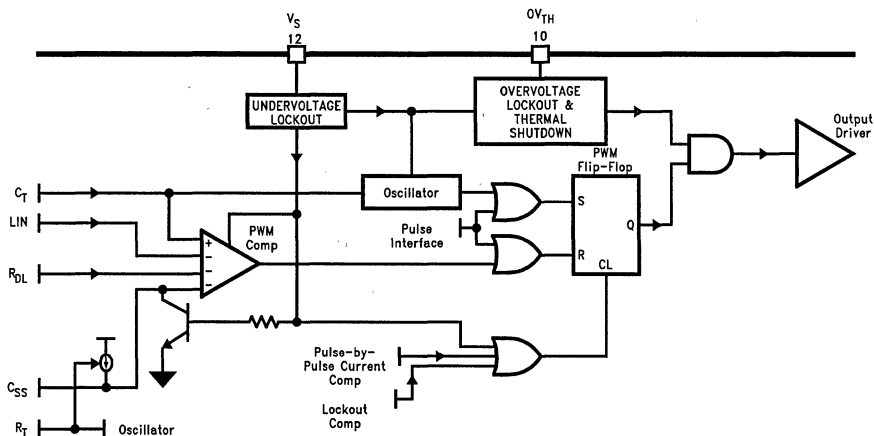 V_S
12
OV_TH
10
UNDERVOLTAGE
LOCKOUT
OVERVOLTAGE
LOCKOUT &
THERMAL
SHUTDOWN
Output
Driver
PWM
Flip-Flop
C_T
Oscillator
S
LIN
PWM
Comp
Pulse
Interface
Q
+
−
−
−
R
R_DL
CL
Pulse-by-
Pulse Current
Comp
C_SS
Lockout
Comp
R_T
Oscillator